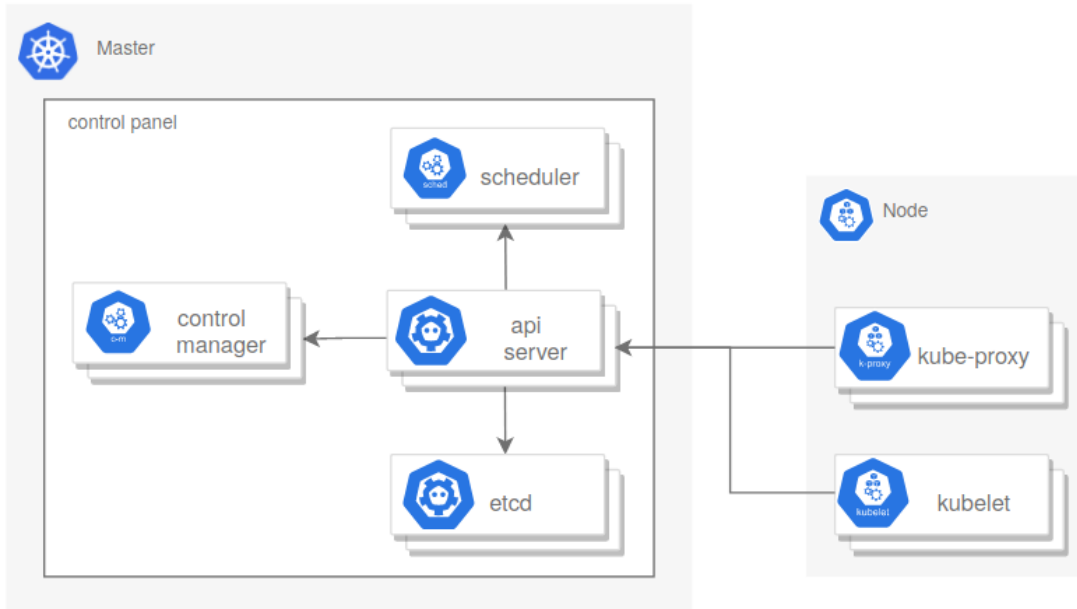 Master
control panel
sched
scheduler
c-m
control
manager
api
server
etcd
Node
k-proxy
kube-proxy
kubelet
kubelet